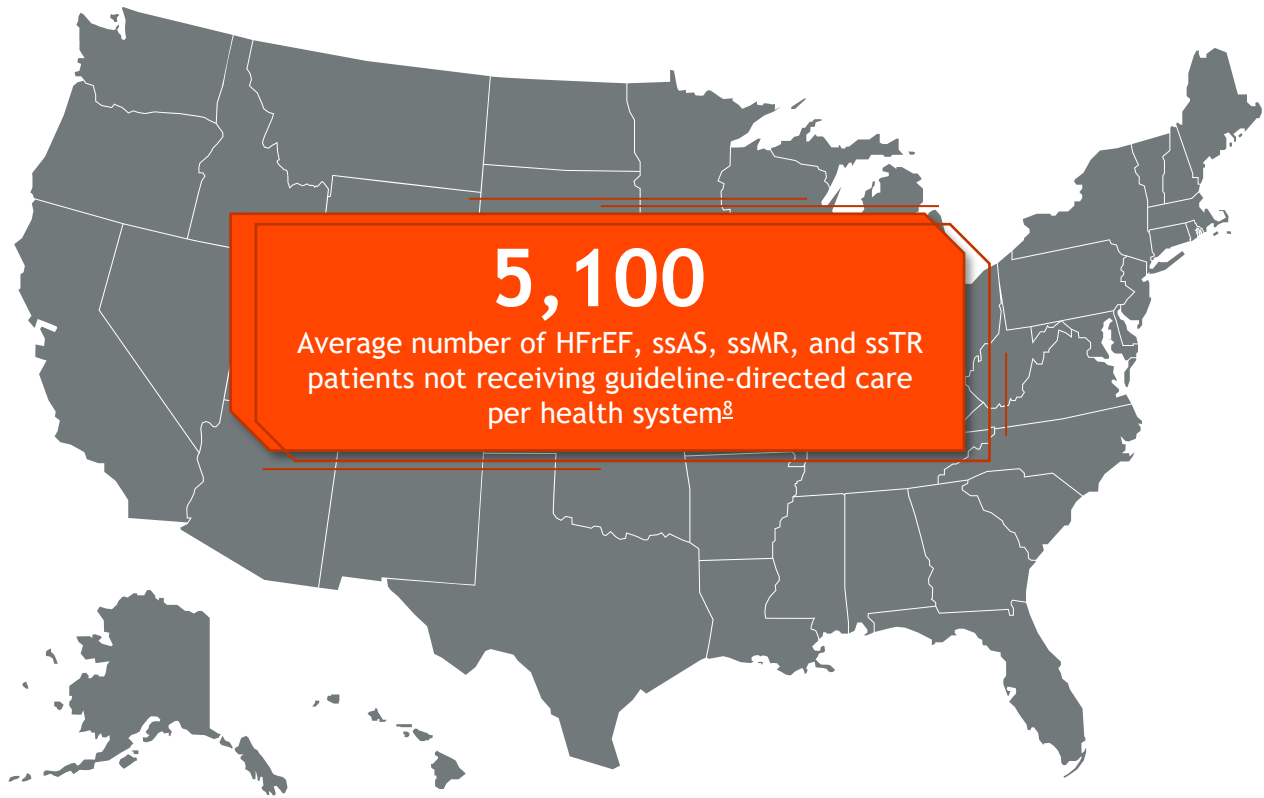 5,100
Average number of HFrEF, ssAS, ssMR, and ssTR
patients not receiving guideline-directed care
per health system8